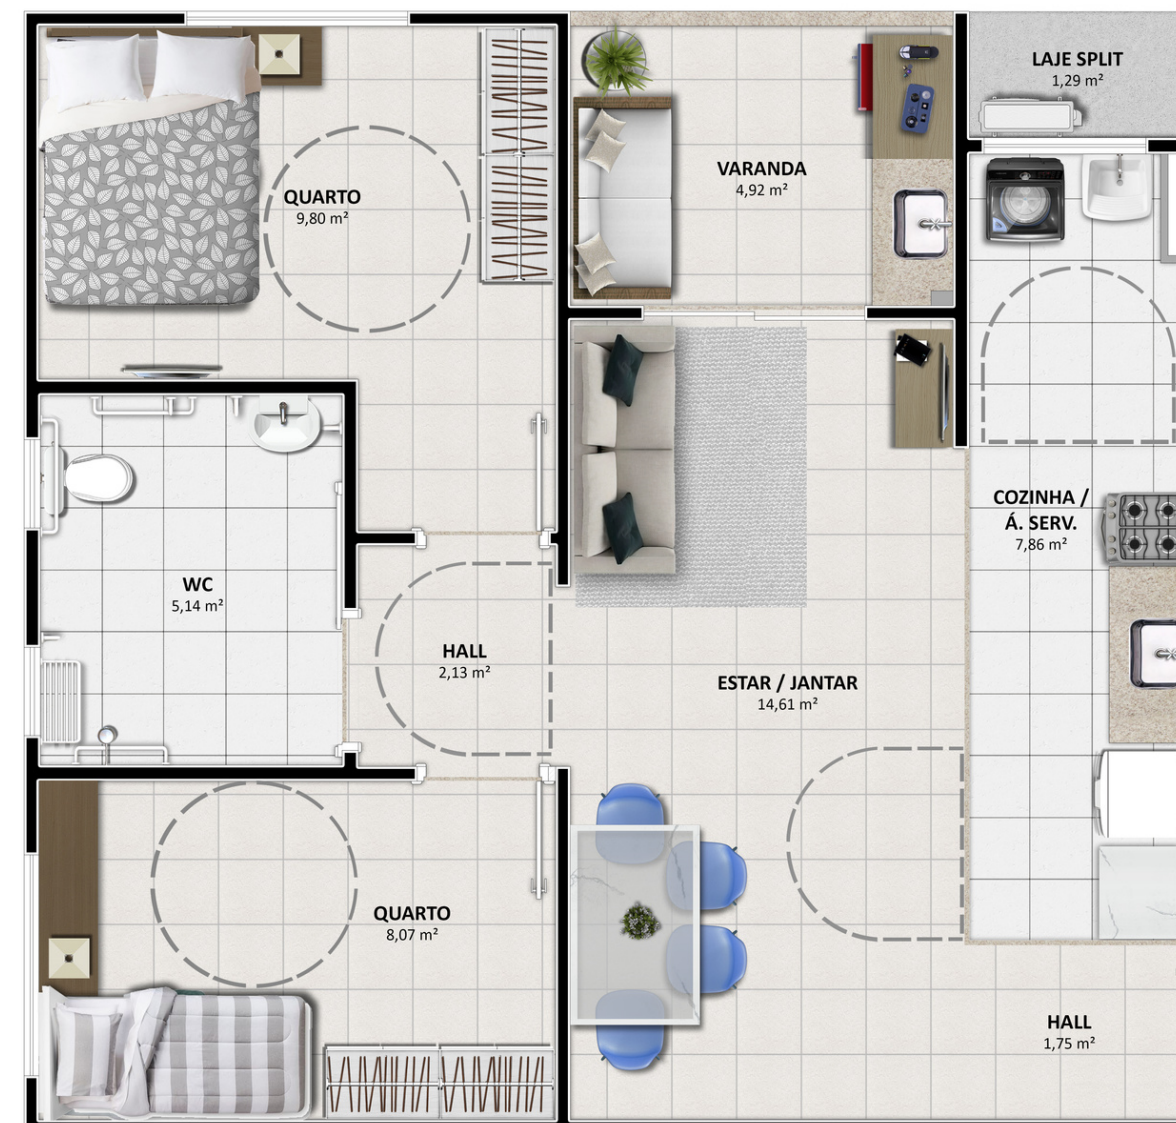 LAJE SPLIT
1,29 m²
VARANDA
4,92 m²
QUARTO
9,80 m²
COZINHA /
Á. SERV.
7,86 m²
WC
5,14 m²
HALL
2,13 m²
ESTAR / JANTAR
14,61 m²
QUARTO
8,07 m²
HALL
1,75 m²